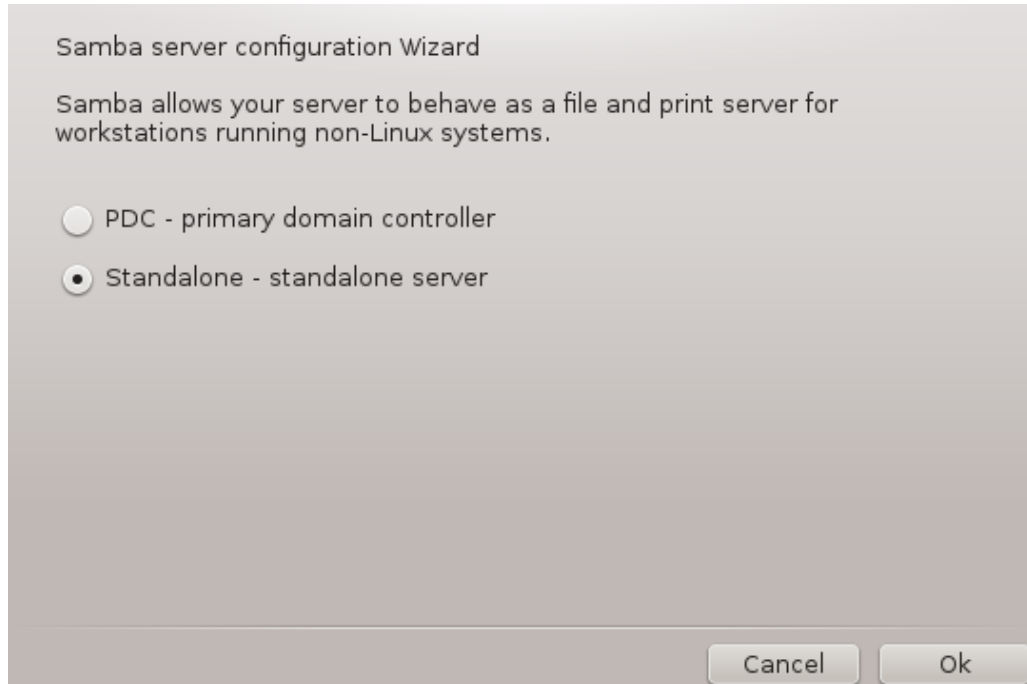 Samba server configuration Wizard
Samba allows your server to behave as a file and print server for
workstations running non-Linux systems.
PDC - primary domain controller
Standalone - standalone server
Cancel
Ok